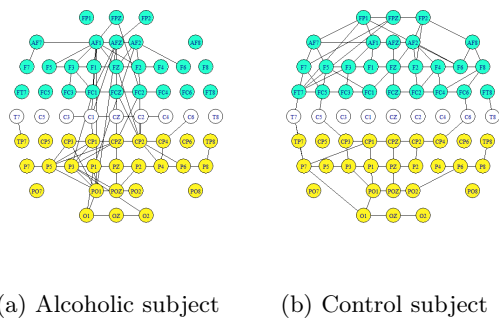 FP1 FPZ FP2 FP1 FPZ FP2
AF7 AF1 AFZ AF2 AF8 AF7 AF1 AFZ AF2 AF8
F7 F5 F3 F1 FZ F2 F4 F6 F8 F7 F5 F3 F1 FZ F2 F4 F6 F8
FT7 FC5 FC3 FC1 FCZ FC2 FC4 FC6 FT8 FT7 FC5 FC3 FC1 FCZ FC2 FC4 FC6 FT8
T7 C5 C3 C1 CZ C2 C4 C6 T8 T7 C5 C3 C1 CZ C2 C4 C6 T8
TP7 CP5 CP3 CP1 CPZ CP2 CP4 CP6 TP8 TP7 CP5 CP3 CP1 CPZ CP2 CP4 CP6 TP8
P7 P5 P3 P1 PZ P2 P4 P6 P8 P7 P5 P3 P1 PZ P2 P4 P6 P8
PO7 PO1 POZ PO2 PO8 PO7 PO1 POZ PO2 PO8
O1 OZ O2 O1 OZ O2
a) Alcoholic subject (b) Control subject